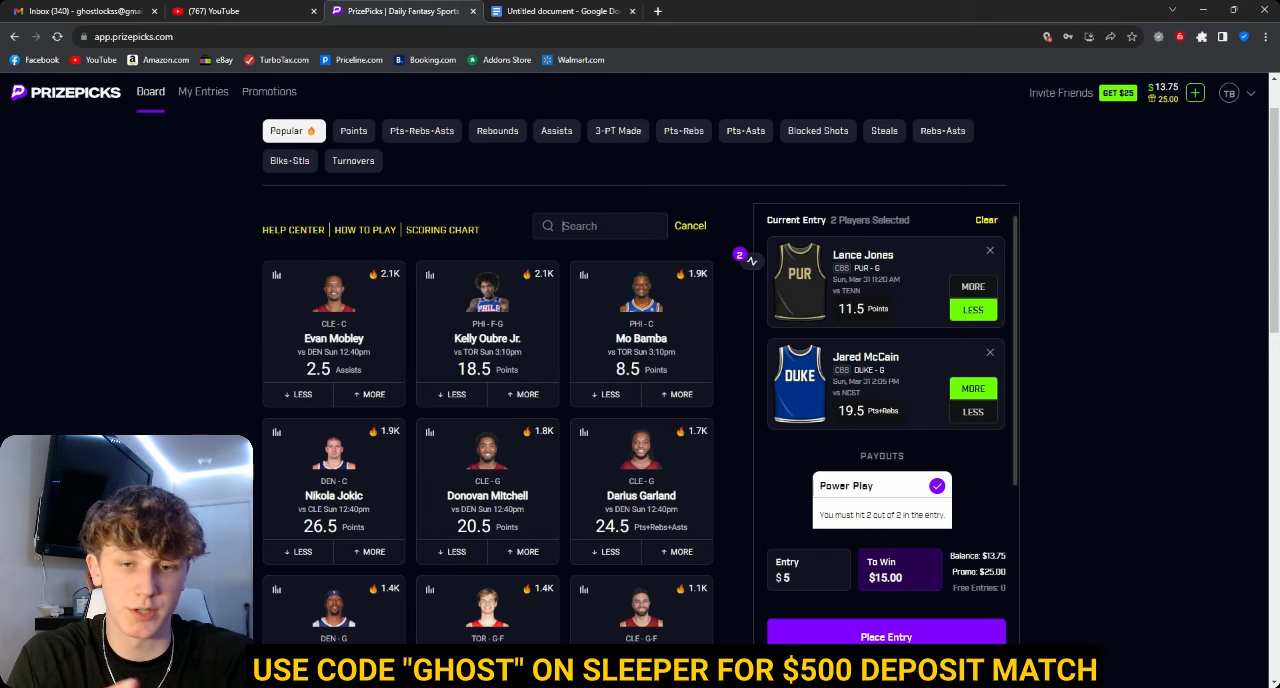 Inbox (340) - ghostlockss@gmai
(767) YouTube
PrizePicks | Daily Fantasy Sports
Untitled document - Google Do
app.prizepicks.com
Facebook YouTube Amazon.com eBay TurboTax.com Priceline.com Booking.com Addons Store Walmart.com
PRIZEPICKS Board My Entries Promotions Invite Friends GET $25 $ 13.75
25.00
TB
Popular Points Pts-Rebs-Asts Rebounds Assists 3-PT Made Pts-Rebs Pts-Asts Blocked Shots Steals Rebs-Asts
Blks-Stls Turnovers
HELP CENTER | HOW TO PLAY | SCORING CHART Search Cancel
2.1K
CLE - C
Evan Mobley
vs DEN Sun 12:40pm
2.5 Assists
↓ LESS ↑ MORE
2.1K
PHI - F-G
Kelly Oubre Jr.
vs TOR Sun 3:10pm
18.5 Points
↓ LESS ↑ MORE
1.9K
PHI - C
Mo Bamba
vs TOR Sun 3:10pm
8.5 Points
↓ LESS ↑ MORE
1.9K
DEN - C
Nikola Jokic
vs CLE Sun 12:40pm
26.5 Points
↓ LESS ↑ MORE
1.8K
CLE - G
Donovan Mitchell
vs DEN Sun 12:40pm
20.5 Points
↓ LESS ↑ MORE
1.7K
CLE - G
Darius Garland
vs DEN Sun 12:40pm
24.5 Pts+Rebs+Asts
↓ LESS ↑ MORE
1.4K
DEN - G
1.4K
TOR - G-F
1.1K
CLE - G-F
2
Current Entry 2 Players Selected Clear
PUR
Lance Jones
CBB PUR - G
Sun, Mar 31 11:20 AM
vs TENN
11.5 Points
MORE
LESS
DUKE
Jared McCain
CBB DUKE - G
Sun, Mar 31 2:05 PM
vs NCST
19.5 Pts+Rebs
MORE
LESS
PAYOUTS
Power Play
You must hit 2 out of 2 in the entry.
Entry
$ 5
To Win
$15.00
Balance: $13.75
Promo: $25.00
Free Entries: 0
Place Entry
USE CODE "GHOST" ON SLEEPER FOR $500 DEPOSIT MATCH